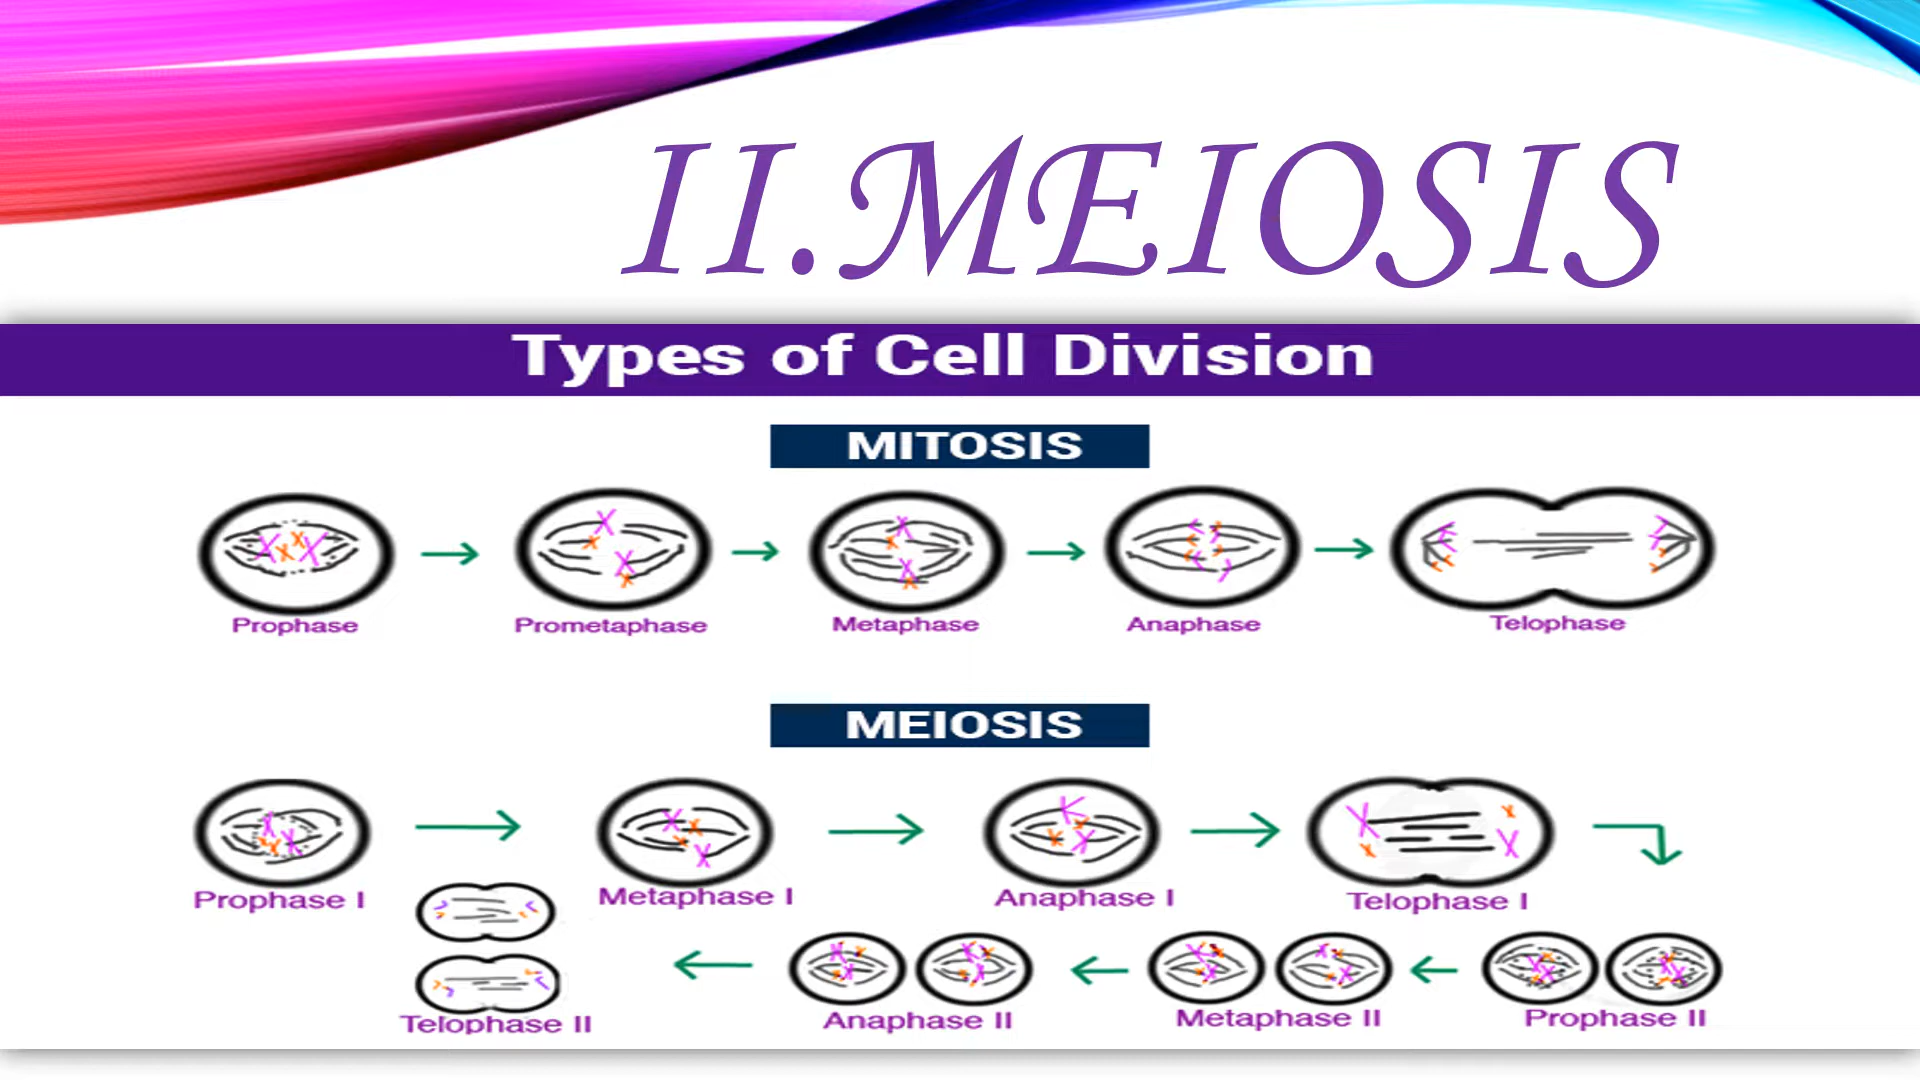 II.MEIOSIS
Types of Cell Division
MITOSIS
Prophase
Prometaphase
Metaphase
Anaphase
Telophase
MEIOSIS
Prophase I
Metaphase I
Anaphase I
Telophase I
Prophase II
Metaphase II
Anaphase II
Telophase II